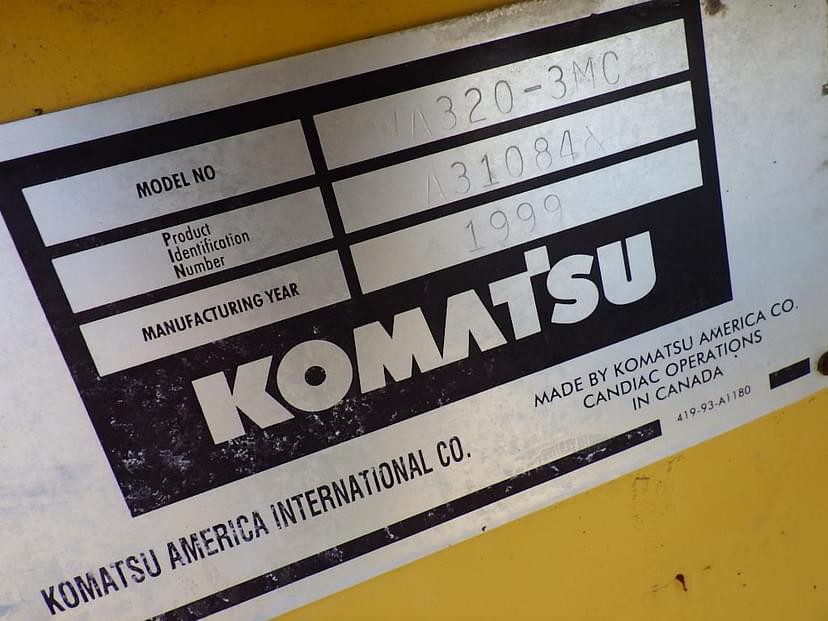 MODEL NO WA320-3MC
Product
Identification
Number A31084X
MANUFACTURING YEAR 1999
KOMATSU
MADE BY KOMATSU AMERICA CO.
CANDIAC OPERATIONS
IN CANADA
419-93-A1180
KOMATSU AMERICA INTERNATIONAL CO.